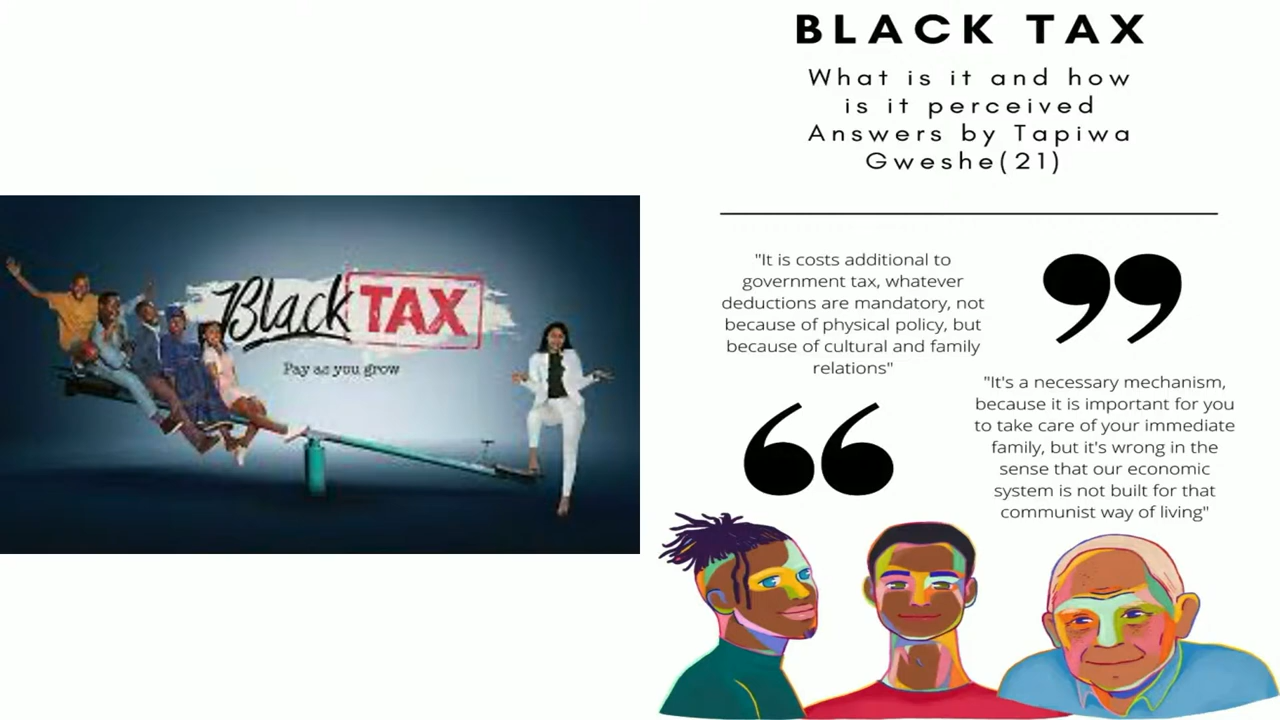 Black TAX
Pay as you grow
BLACK TAX
What is it and how
is it perceived
Answers by Tapiwa
Gweshe(21)
"It is costs additional to
government tax, whatever
deductions are mandatory, not
because of physical policy, but
because of cultural and family
relations"
"It's a necessary mechanism,
because it is important for you
to take care of your immediate
family, but it's wrong in the
sense that our economic
system is not built for that
communist way of living"